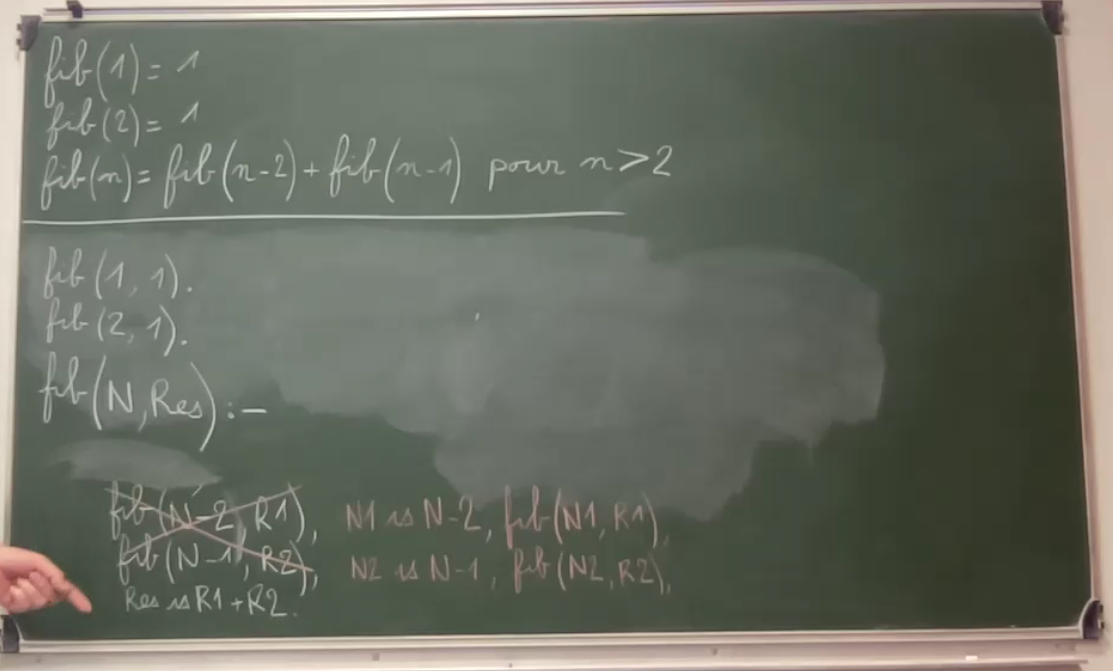 fib(1) = 1
fib(2) = 1
fib(n) = fib(n-2) + fib(n-1) pour n > 2
fib(1, 1).
fib(2, 1).
fib(N, Res) :-
fib(N-2, R1), N1 is N-2, fib(N1, R1),
fib(N-1, R2), N2 is N-1, fib(N2, R2),
Res is R1 + R2.